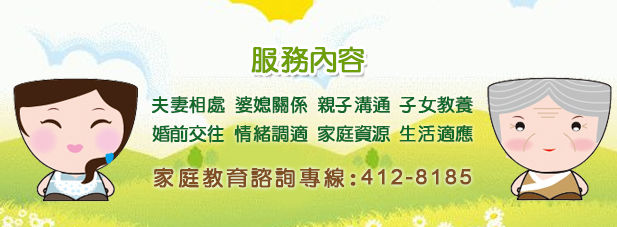 服務內容
夫妻相處 婆媳關係 親子溝通 子女教養
婚前交往 情緒調適 家庭資源 生活適應
家庭教育諮詢專線:412-8185